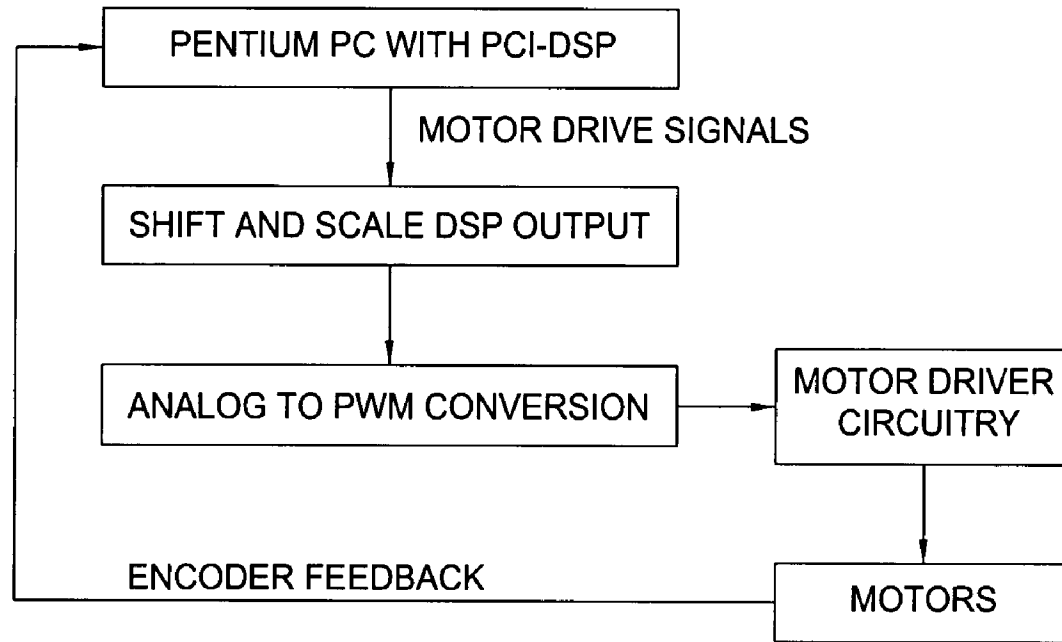 PENTIUM PC WITH PCI-DSP
MOTOR DRIVE SIGNALS
SHIFT AND SCALE DSP OUTPUT
ANALOG TO PWM CONVERSION
MOTOR DRIVER
CIRCUITRY
ENCODER FEEDBACK
MOTORS